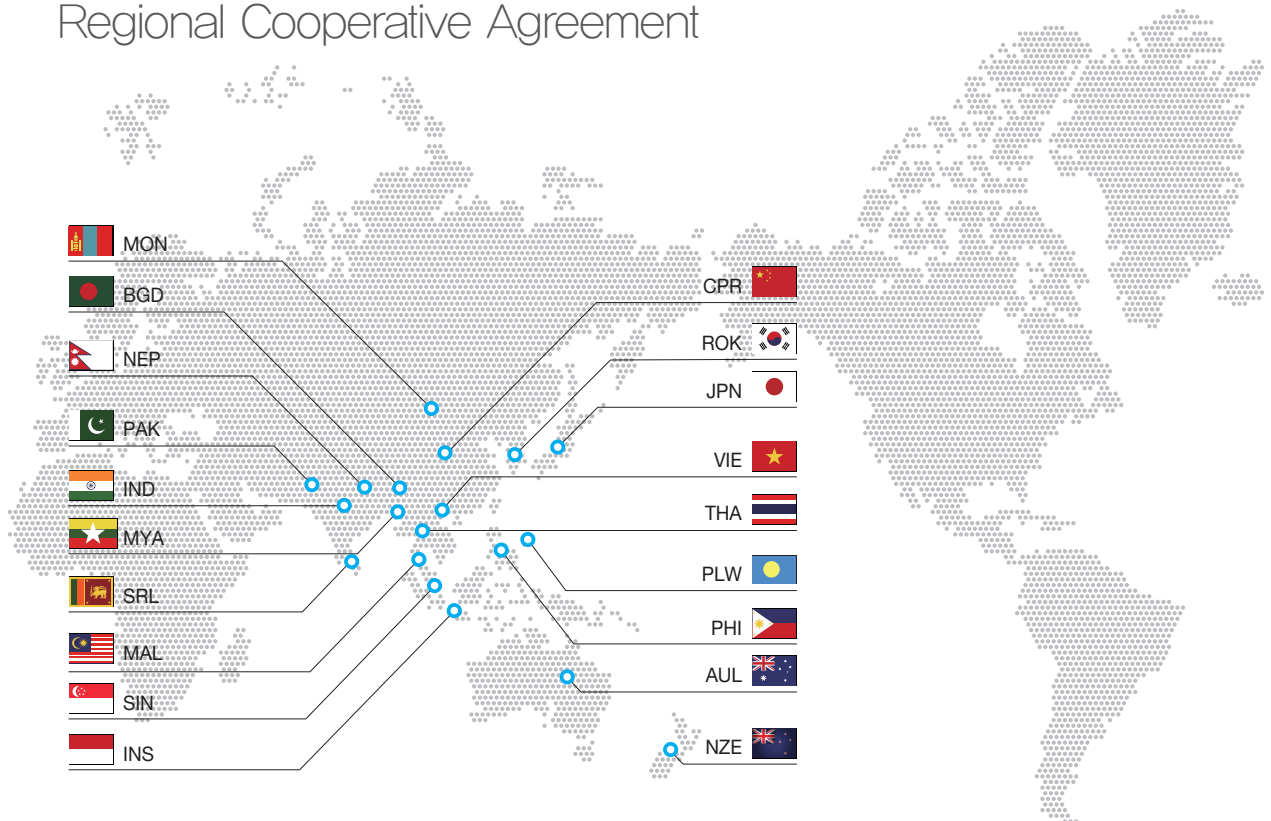 Regional Cooperative Agreement
MON
BGD
NEP
PAK
IND
MYA
SRL
MAL
SIN
INS
CPR
ROK
JPN
VIE
THA
PLW
PHI
AUL
NZE